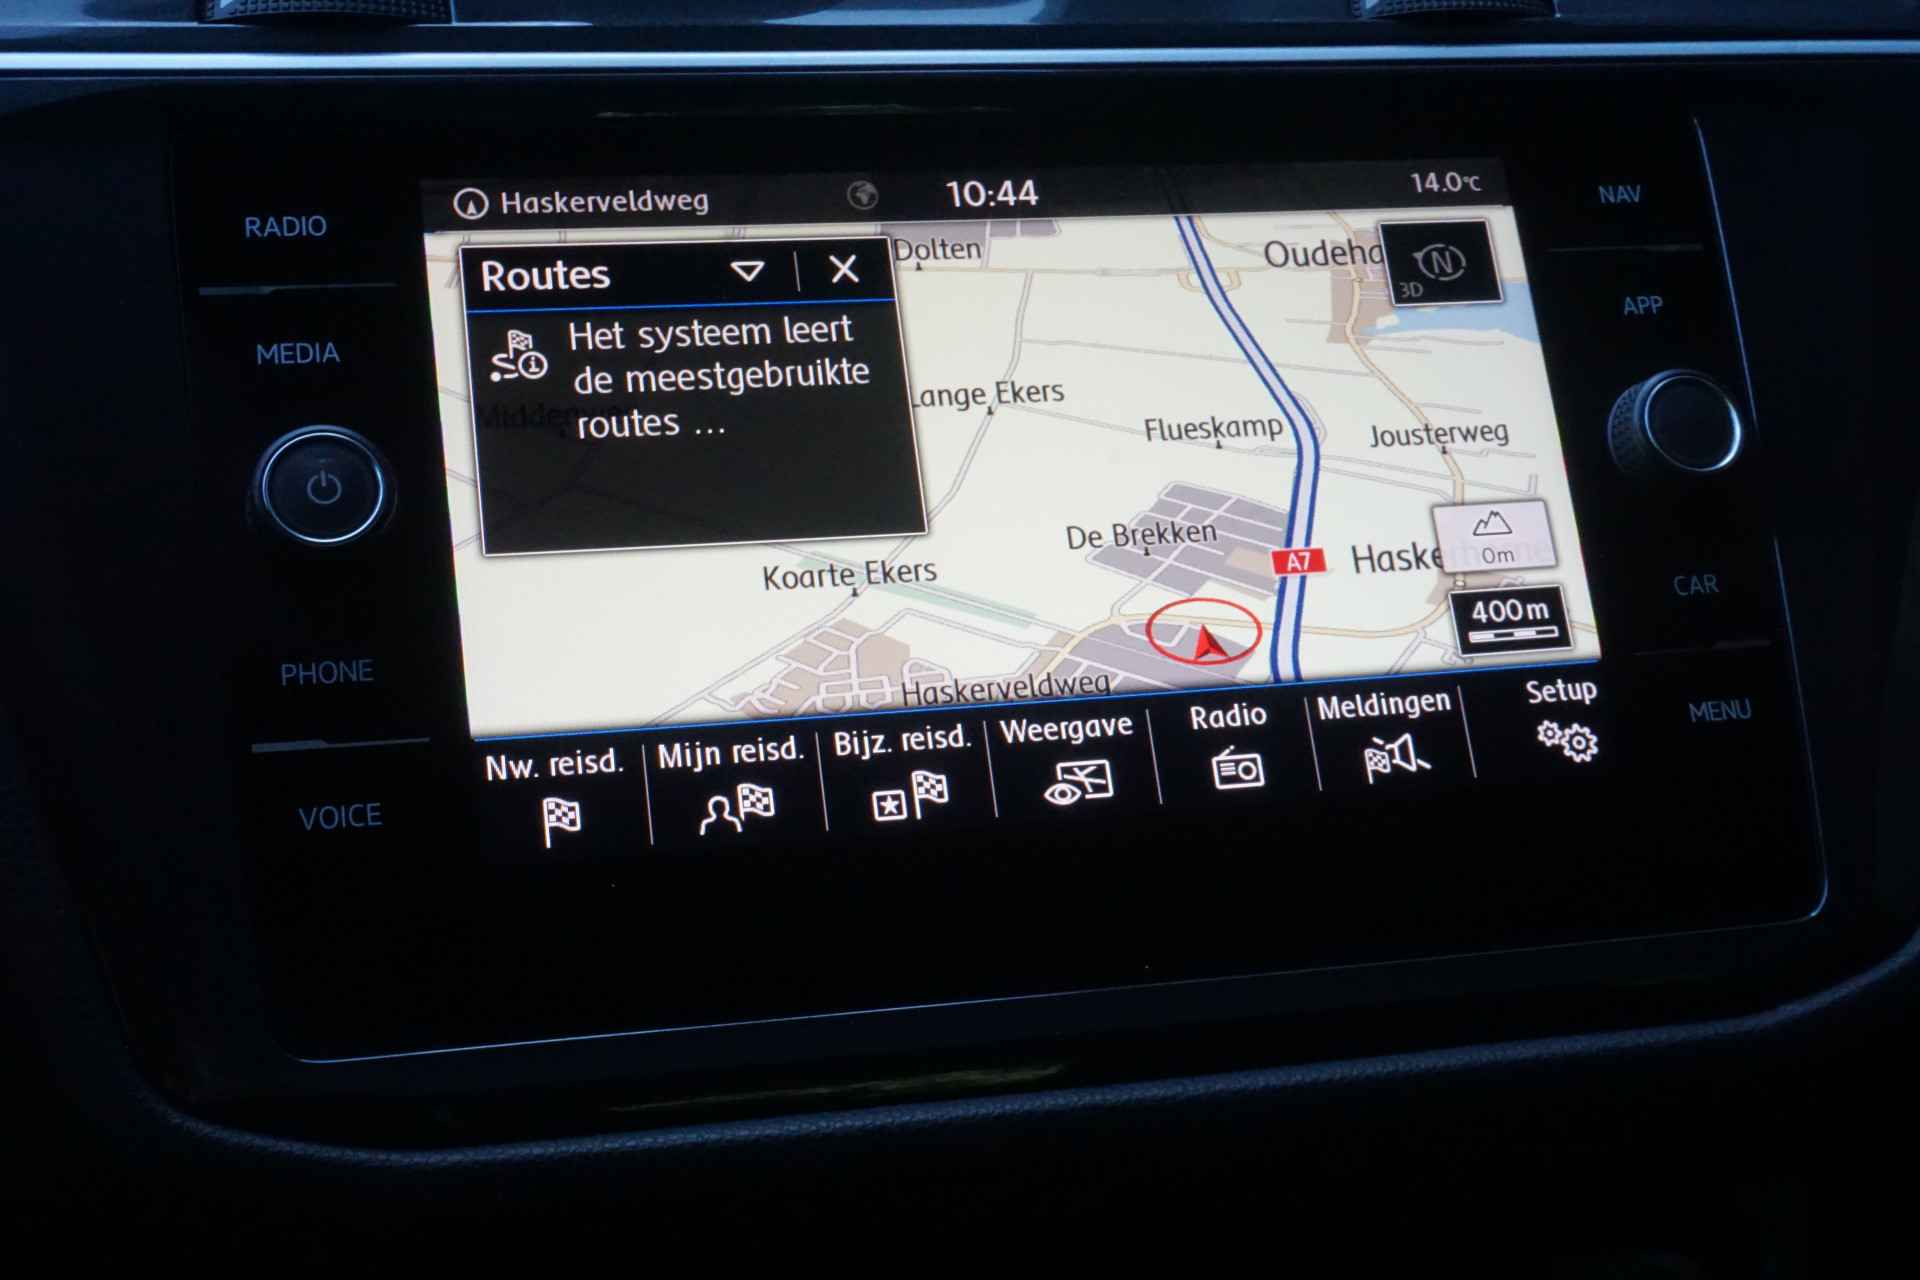 Haskerveldweg
10:44
14.0°C
RADIO
MEDIA
PHONE
VOICE
NAV
APP
CAR
MENU
Routes
Het systeem leert
de meestgebruikte
routes ...
Dolten
Oudeha
3D
N
Lange Ekers
Flueskamp
Jousterweg
De Brekken
A7
Haske
0m
400m
Koarte Ekers
Haskerveldweg
Nw. reisd.
Mijn reisd.
Bijz. reisd.
Weergave
Radio
Meldingen
Setup